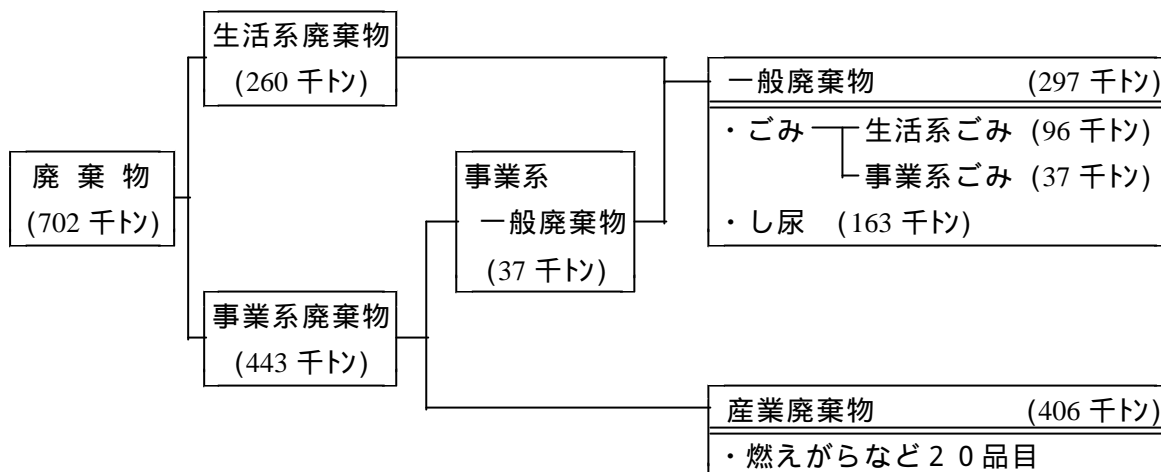 廃棄物
(702 千トン)
生活系廃棄物
(260 千トン)
事業系廃棄物
(443 千トン)
事業系
一般廃棄物
(37 千トン)
一般廃棄物 (297 千トン)
・ごみ 生活系ごみ (96 千トン)
事業系ごみ (37 千トン)
・し尿 (163 千トン)
産業廃棄物 (406 千トン)
・燃えがらなど20品目